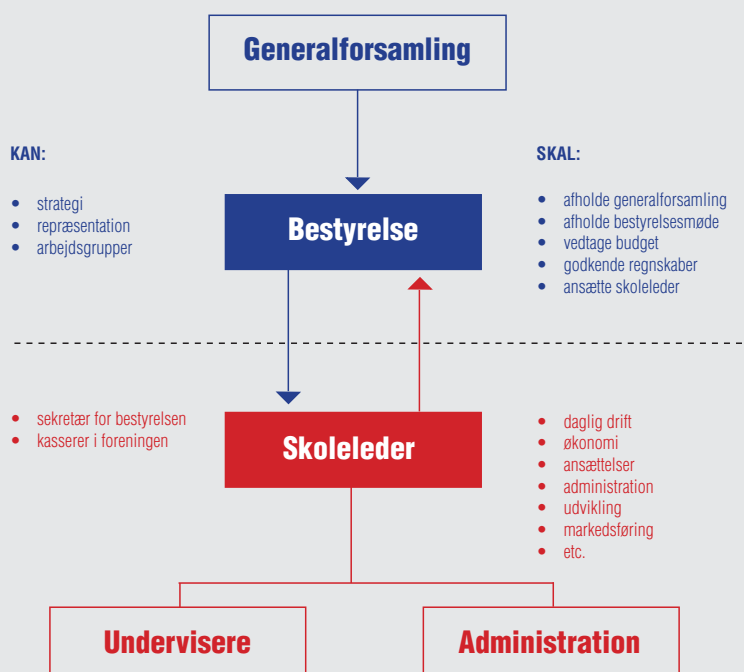 Generalforsamling
KAN:
• strategi
• repræsentation
• arbejdsgrupper
Bestyrelse
SKAL:
• afholde generalforsamling
• afholde bestyrelsesmøde
• vedtage budget
• godkende regnskaber
• ansætte skoleleder
• sekretær for bestyrelsen
• kasserer i foreningen
Skoleleder
• daglig drift
• økonomi
• ansættelser
• administration
• udvikling
• markedsføring
• etc.
Undervisere
Administration